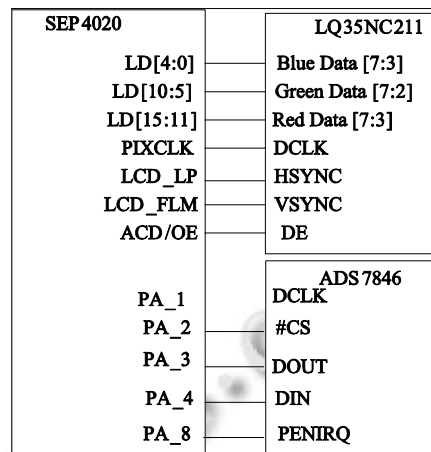 SEP4020 LQ35NC211
LD[4:0] Blue Data [7:3]
LD[10:5] Green Data [7:2]
LD[15:11] Red Data [7:3]
PIXCLK DCLK
LCD_LP HSYNC
LCD_FLM VSYNC
ACD/OE DE
ADS7846
PA_1 DCLK
PA_2 #CS
PA_3 DOUT
PA_4 DIN
PA_8 PENIRQ